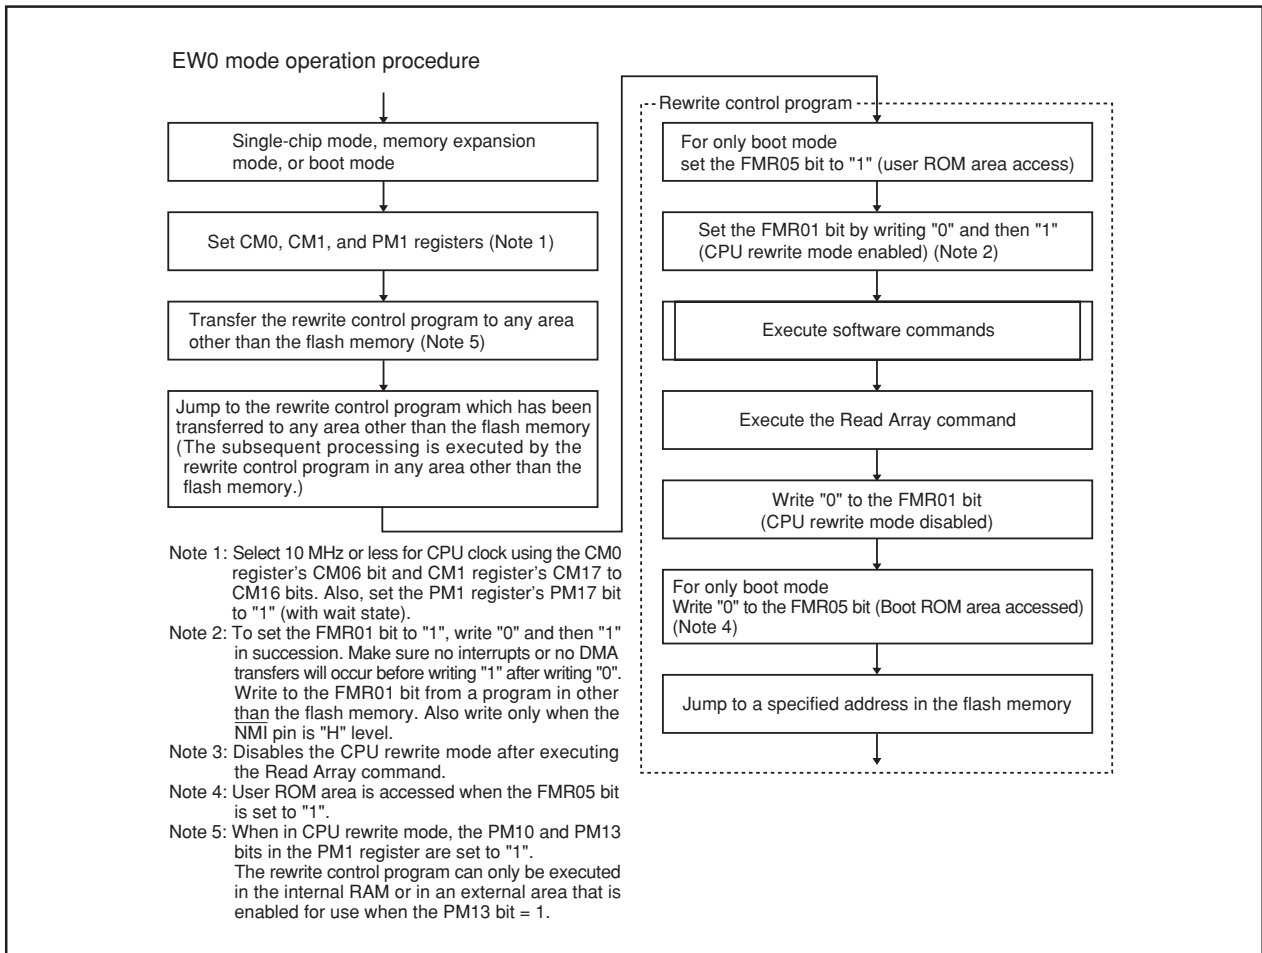 EW0 mode operation procedure
Single-chip mode, memory expansion
mode, or boot mode
Set CM0, CM1, and PM1 registers (Note 1)
Transfer the rewrite control program to any area
other than the flash memory (Note 5)
Jump to the rewrite control program which has been
transferred to any area other than the flash memory
(The subsequent processing is executed by the
rewrite control program in any area other than the
flash memory.)
Note 1: Select 10 MHz or less for CPU clock using the CM0
register's CM06 bit and CM1 register's CM17 to
CM16 bits. Also, set the PM1 register's PM17 bit
to "1" (with wait state).
Note 2: To set the FMR01 bit to "1", write "0" and then "1"
in succession. Make sure no interrupts or no DMA
transfers will occur before writing "1" after writing "0".
Write to the FMR01 bit from a program in other
than the flash memory. Also write only when the
NMI pin is "H" level.
Note 3: Disables the CPU rewrite mode after executing
the Read Array command.
Note 4: User ROM area is accessed when the FMR05 bit
is set to "1".
Note 5: When in CPU rewrite mode, the PM10 and PM13
bits in the PM1 register are set to "1".
The rewrite control program can only be executed
in the internal RAM or in an external area that is
enabled for use when the PM13 bit = 1.
Rewrite control program
For only boot mode
set the FMR05 bit to "1" (user ROM area access)
Set the FMR01 bit by writing "0" and then "1"
(CPU rewrite mode enabled) (Note 2)
Execute software commands
Execute the Read Array command
Write "0" to the FMR01 bit
(CPU rewrite mode disabled)
For only boot mode
Write "0" to the FMR05 bit (Boot ROM area accessed)
(Note 4)
Jump to a specified address in the flash memory